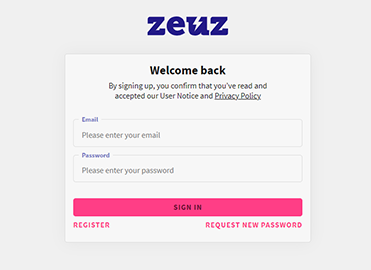 zeuz
Welcome back
By signing up, you confirm that you've read and
accepted our User Notice and Privacy Policy
Email
Please enter your email
Password
Please enter your password
SIGN IN
REGISTER
REQUEST NEW PASSWORD